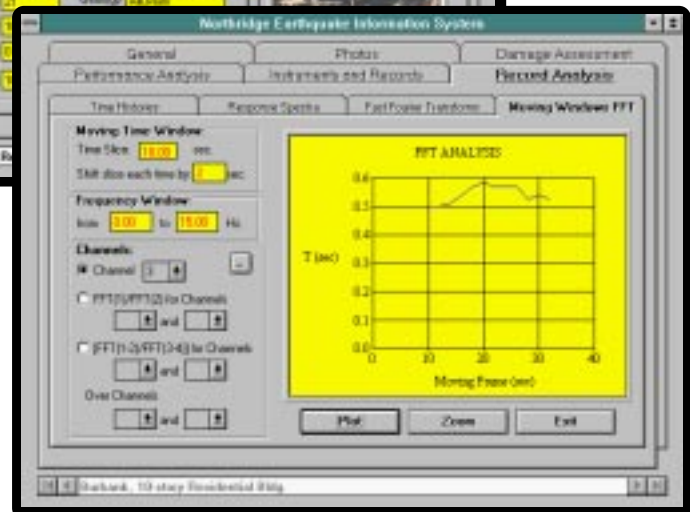 Northridge Earthquake Information System
General Photos Damage Assessment
Performance Analysis Instruments and Records Record Analysis
Time Histories Response Spectra Fast Fourier Transforms Moving Windows FFT
Moving Time Window
Time Slice 10.00 sec.
Shift slice each time by 2 sec.
Frequency Window
from 0.00 to 15.00 Hz
Channels
Channel 3 ...
FFT(1)/FFT(2) for Channels
and
[FFT(1-2)/FFT(3-4)] for Channels
and
Over Channels
and
FFT ANALYSIS
T (sec)
0.6
0.5
0.4
0.3
0.2
0.1
0.0
0 10 20 30 40
Moving Frame (sec)
Plot Zoom Exit
Burbank, 10-story Residential Bldg.